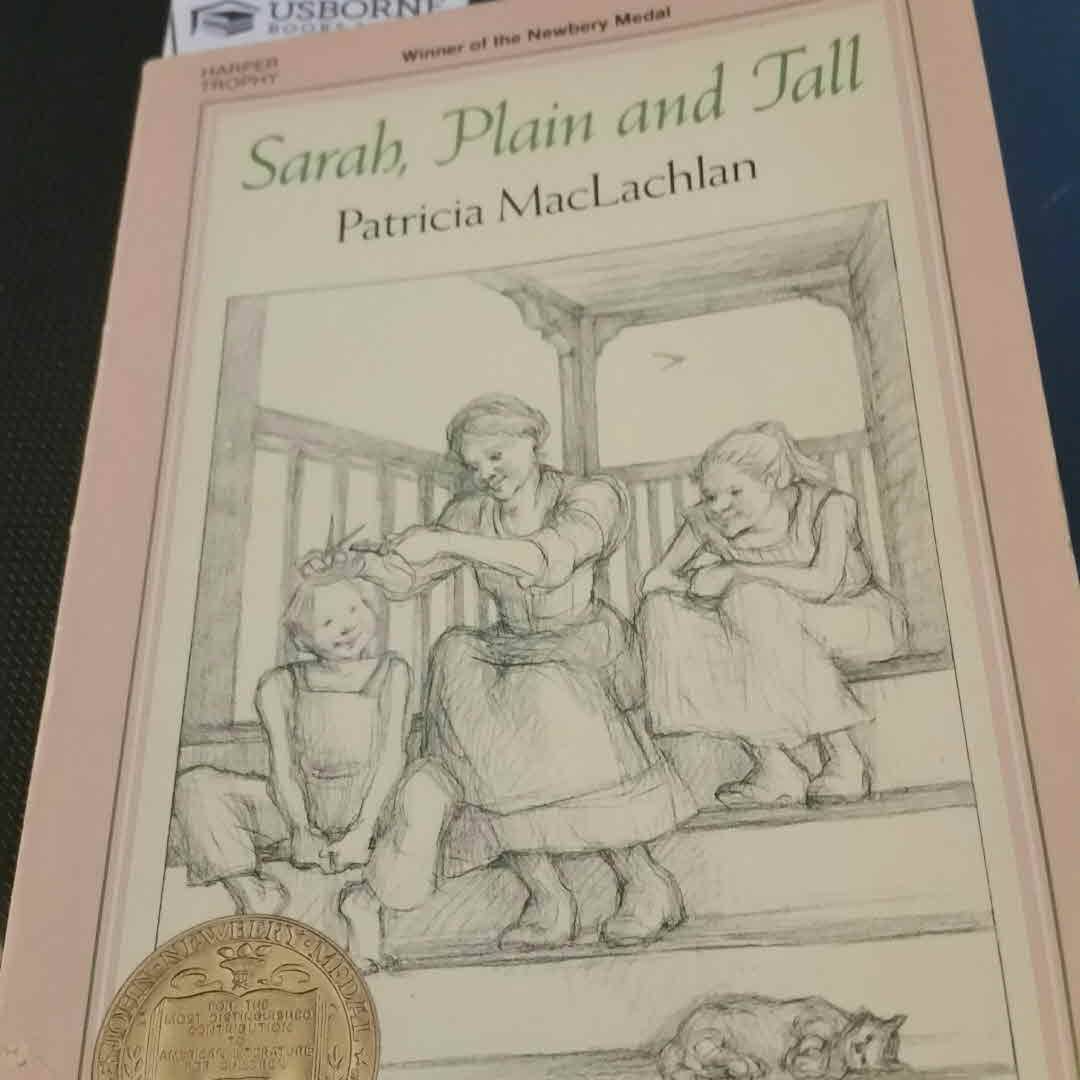 USBORNE
BOOKS
HARPER
TROPHY
Winner of the Newbery Medal
Sarah, Plain and Tall
Patricia MacLachlan
JOHN·NEWBERY·MEDAL
FOR THE
MOST DISTINGUISHED
CONTRIBUTION
TO
AMERICAN LITERATURE
FOR CHILDREN